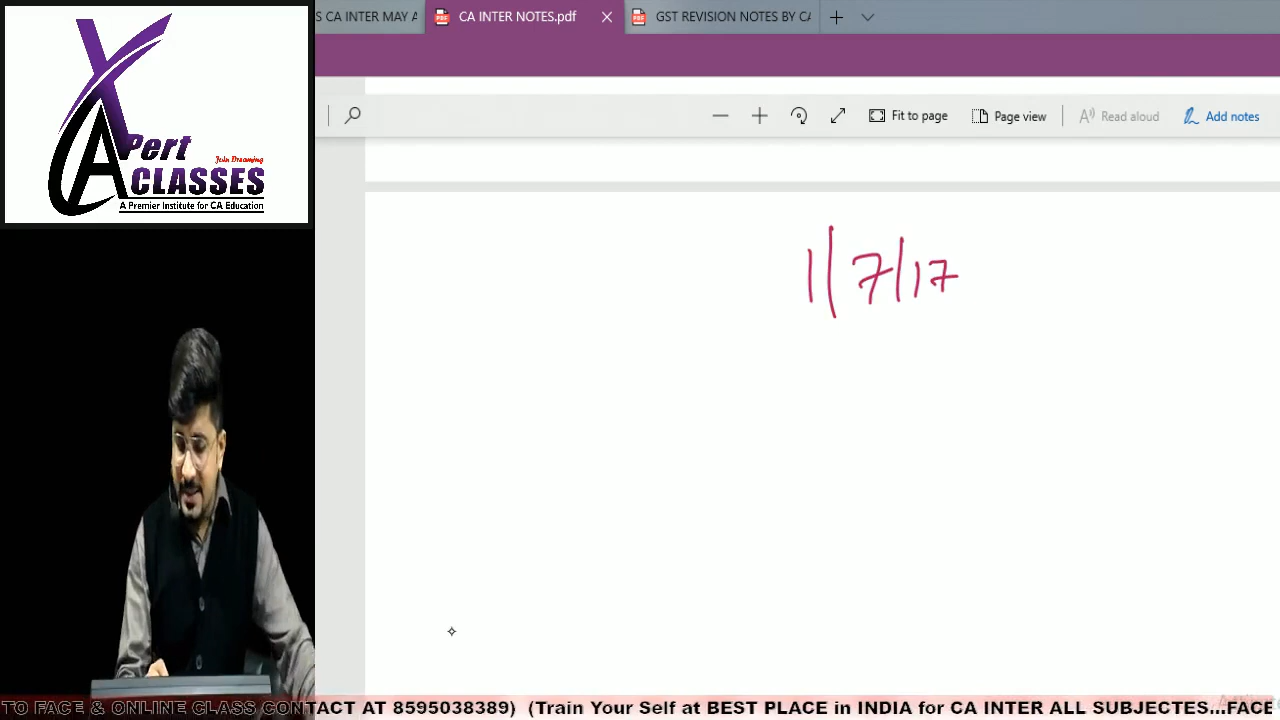 S CA INTER MAY A
CA INTER NOTES.pdf
GST REVISION NOTES BY CA
X
Pert
Join Dreaming
CA CLASSES
A Premier Institute for CA Education
Fit to page
Page view
Read aloud
Add notes
1/7/17
TO FACE & ONLINE CLASS CONTACT AT 8595038389) (Train Your Self at BEST PLACE in INDIA for CA INTER ALL SUBJECTES...FACE